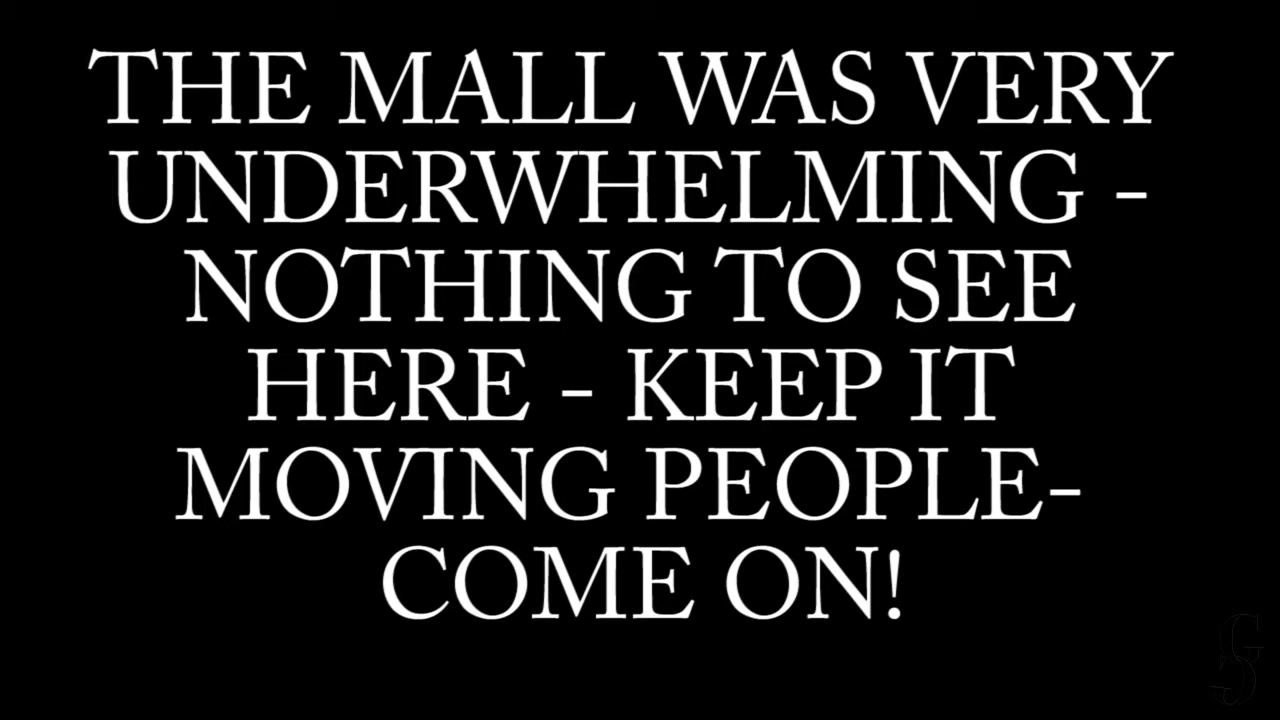 THE MALL WAS VERY
UNDERWHELMING -
NOTHING TO SEE
HERE - KEEP IT
MOVING PEOPLE-
COME ON!